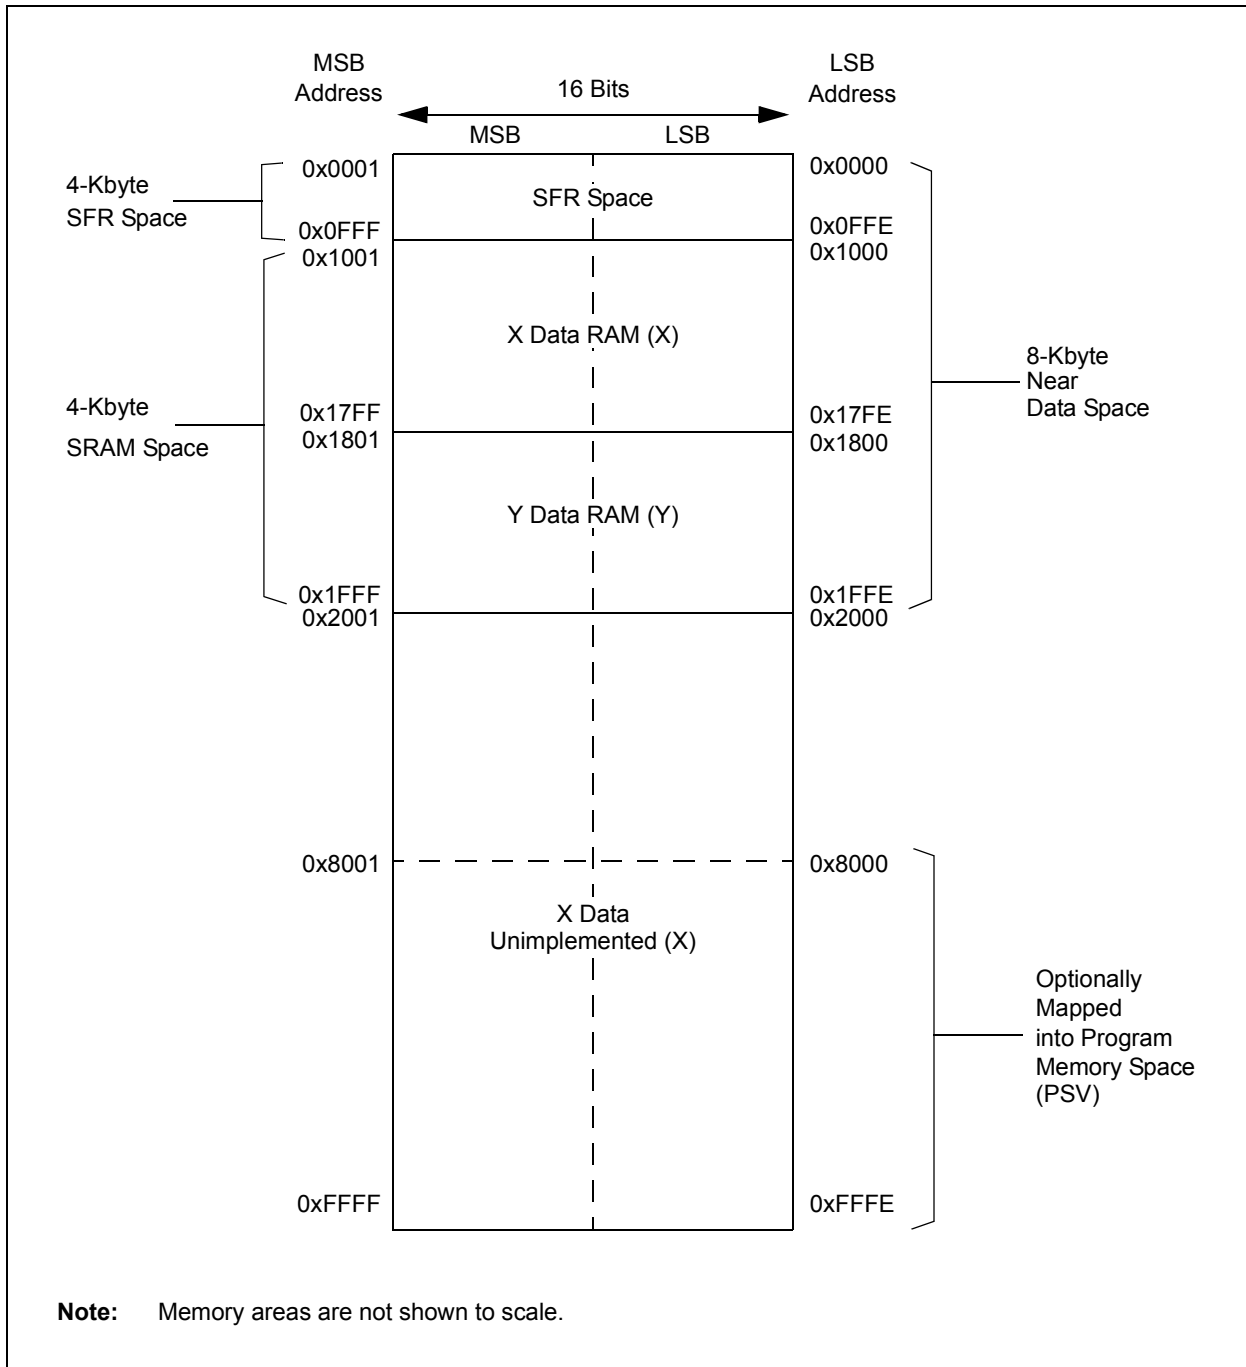 MSB
Address
16 Bits
LSB
Address
MSB
LSB
0x0001
0x0000
4-Kbyte
SFR Space
SFR Space
0x0FFF
0x0FFE
0x1001
0x1000
X Data RAM (X)
8-Kbyte
Near
Data Space
4-Kbyte
SRAM Space
0x17FF
0x17FE
0x1801
0x1800
Y Data RAM (Y)
0x1FFF
0x1FFE
0x2001
0x2000
0x8001
0x8000
X Data
Unimplemented (X)
Optionally
Mapped
into Program
Memory Space
(PSV)
0xFFFF
0xFFFE
Note: Memory areas are not shown to scale.